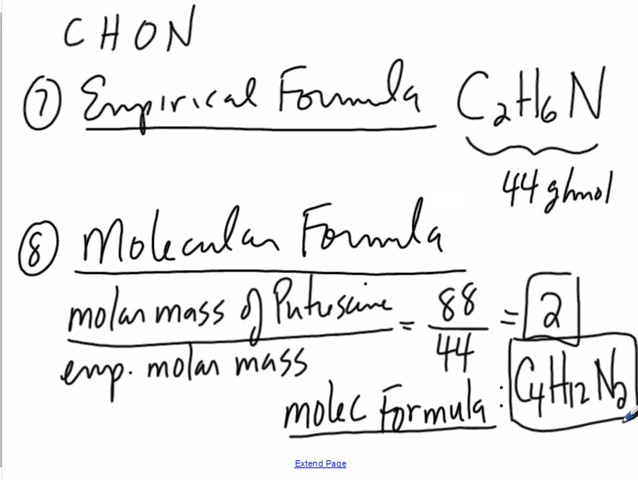 CHON
⑦ Empirical Formula C₂H₆N
44 g/mol
⑧ Molecular Formula
molar mass of Putrescine = 88 = 2
emp. molar mass 44
molec Formula: C₄H₁₂N₂
Extend Page